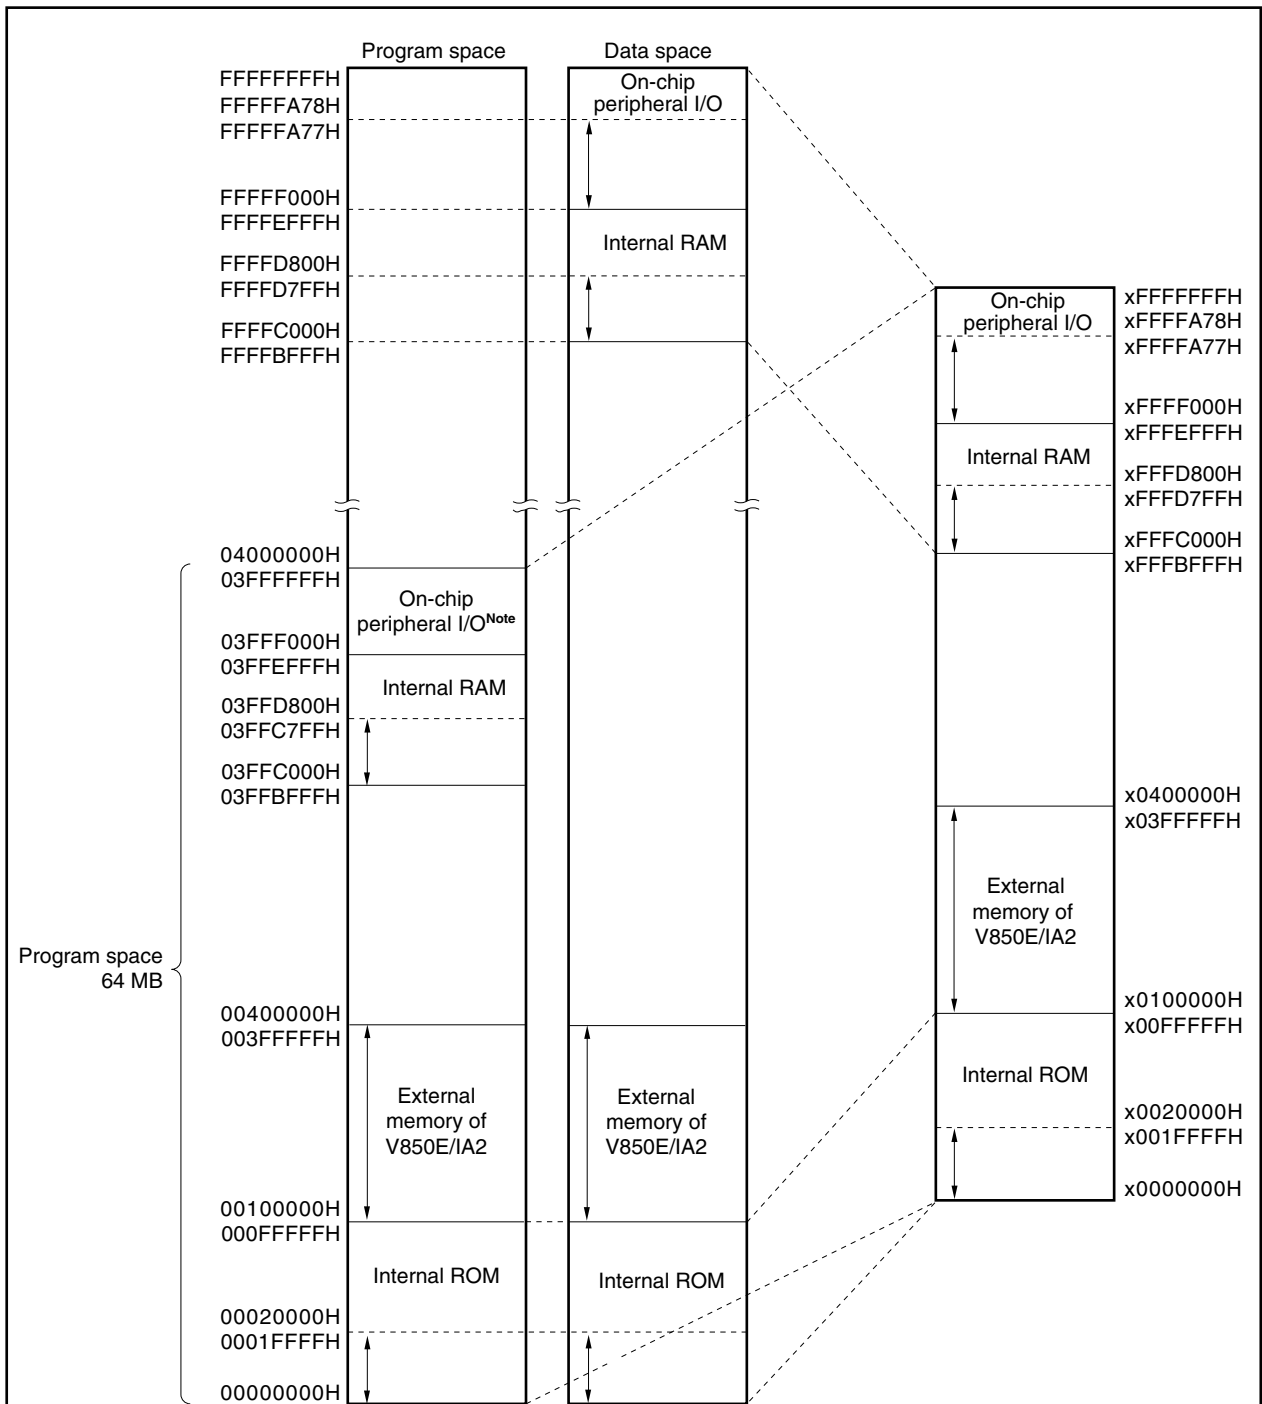 Program space
Data space
FFFFFFFFH
FFFFFA78H
FFFFFA77H
FFFFF000H
FFFFEFFFH
FFFFD800H
FFFFD7FFH
FFFFC000H
FFFFBFFFH
On-chip
peripheral I/O
Internal RAM
04000000H
03FFFFFFH
03FFF000H
03FFEFFFH
03FFD800H
03FFC7FFH
03FFC000H
03FFBFFFH
On-chip
peripheral I/ONote
Internal RAM
Program space
64 MB
00400000H
003FFFFFH
00100000H
000FFFFFH
00020000H
0001FFFFH
00000000H
External
memory of
V850E/IA2
Internal ROM
External
memory of
V850E/IA2
Internal ROM
On-chip
peripheral I/O
Internal RAM
External
memory of
V850E/IA2
Internal ROM
xFFFFFFFH
xFFFFA78H
xFFFFA77H
xFFFF000H
xFFFEFFFH
xFFFD800H
xFFFD7FFH
xFFFC000H
xFFFBFFFH
x0400000H
x03FFFFFH
x0100000H
x00FFFFFH
x0020000H
x001FFFFH
x0000000H